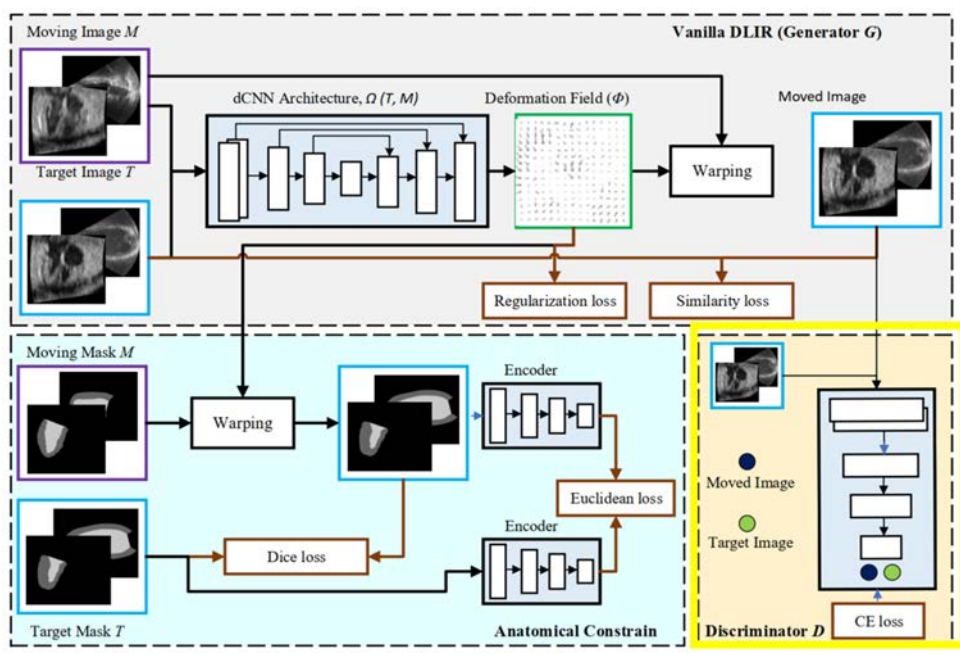 Moving Image M
Vanilla DLIR (Generator G)
dCNN Architecture, Ω (T, M)
Deformation Field (Φ)
Moved Image
Target Image T
Warping
Regularization loss
Similarity loss
Moving Mask M
Encoder
Warping
Euclidean loss
Encoder
Dice loss
Target Mask T
Anatomical Constrain
Moved Image
Target Image
CE loss
Discriminator D